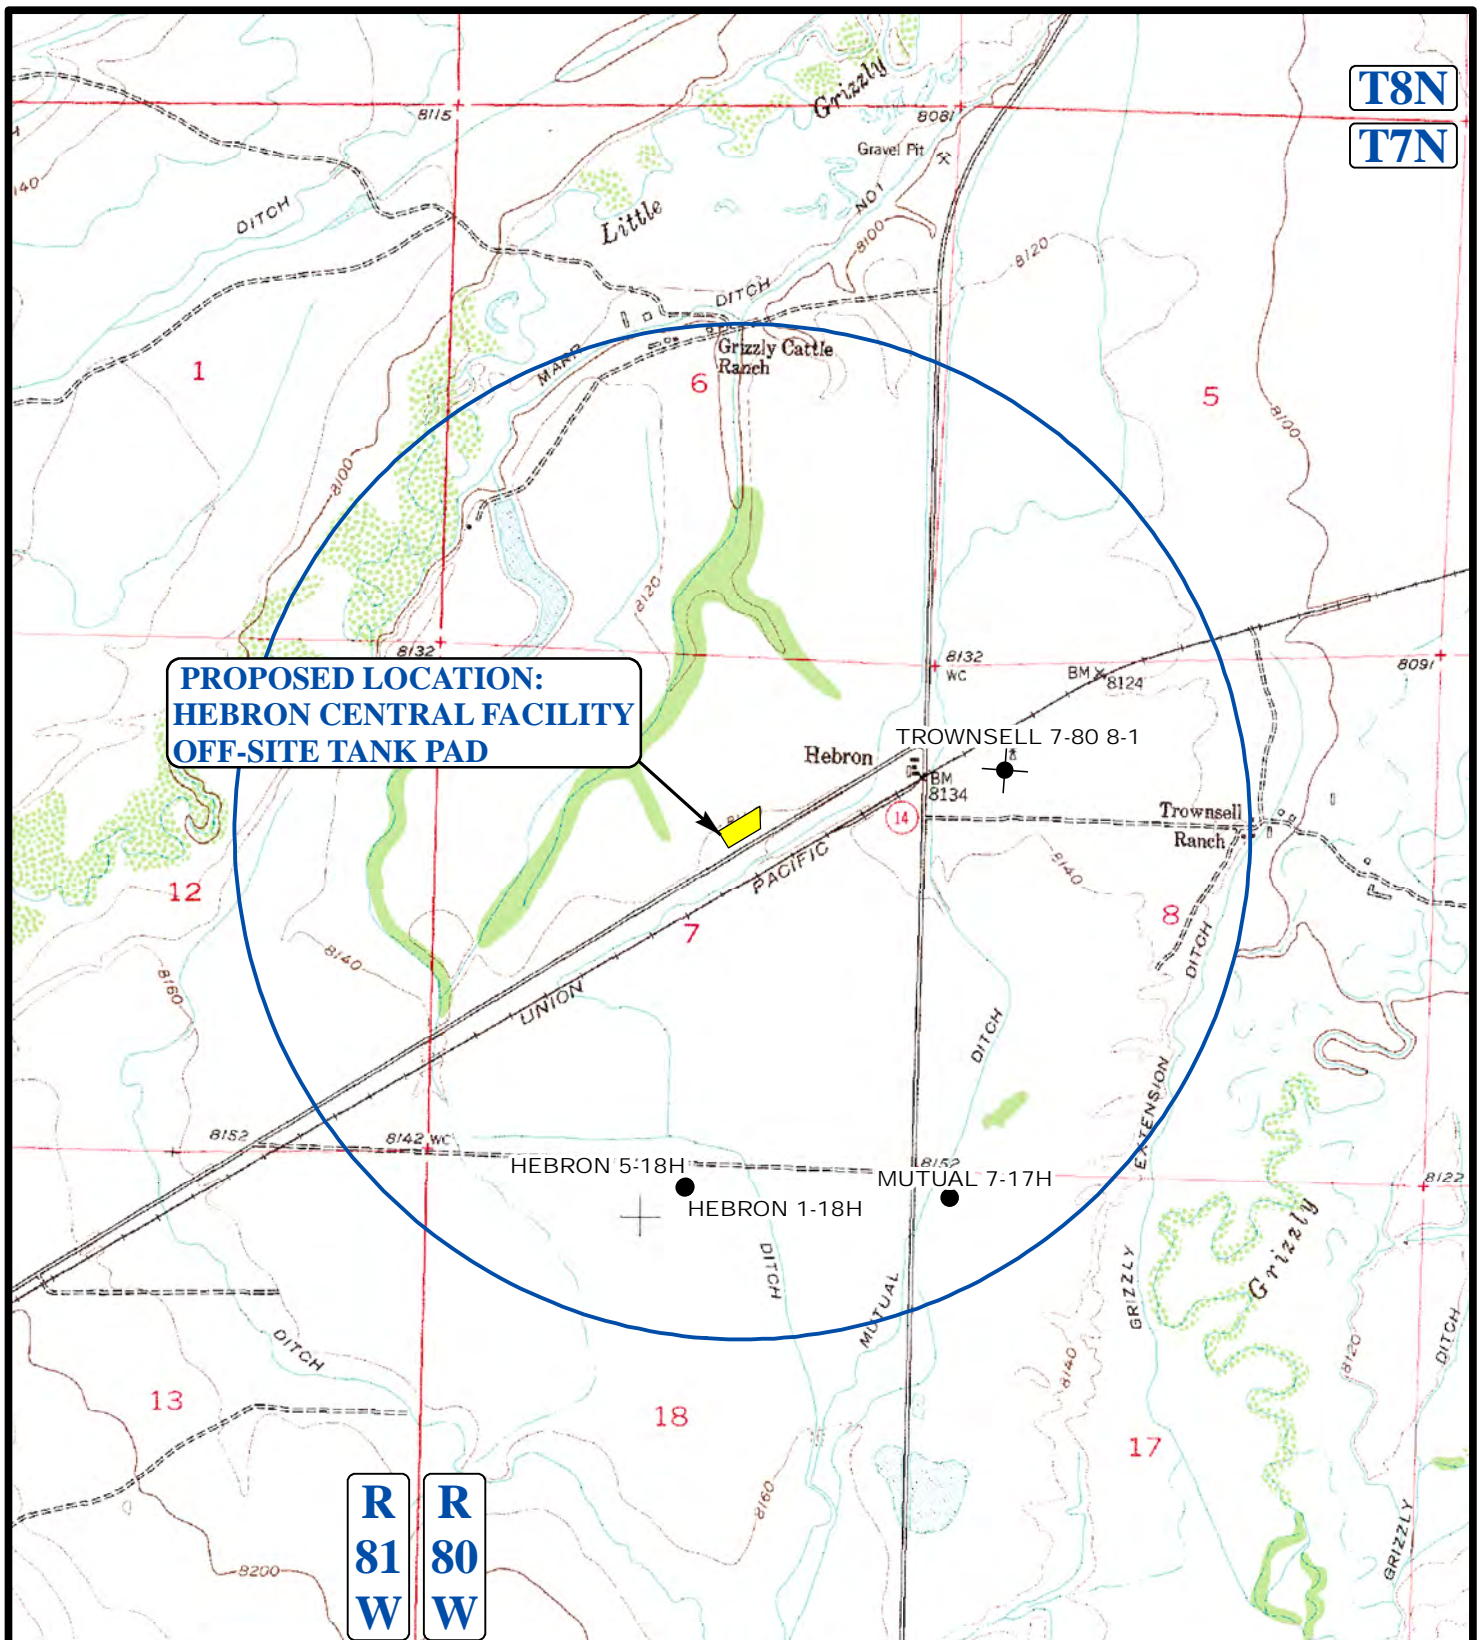 Grizzly
T8N
8115
8081
T7N
Gravel Pit
8140
NO1
DITCH
Little
8100
8120
DITCH
Grizzly Cattle
Ranch
MARR
1
6
5
8100
8100
8120
8132
8132
WC
BM
8124
8091
PROPOSED LOCATION:
HEBRON CENTRAL FACILITY
OFF-SITE TANK PAD
TROWNSELL 7-80 8-1
Hebron
BM
8134
14
Trownsell
Ranch
PACIFIC
8140
12
8
7
DITCH
8140
8160
UNION
DITCH
EXTENSION
8152
8142 WC
HEBRON 5-18H
8152
MUTUAL 7-17H
8122
HEBRON 1-18H
DITCH
GRIZZLY
Grizzly
MUTUAL
DITCH
8140
8120
DITCH
13
18
17
8160
R
81
W
R
80
W
8200
GRIZZLY